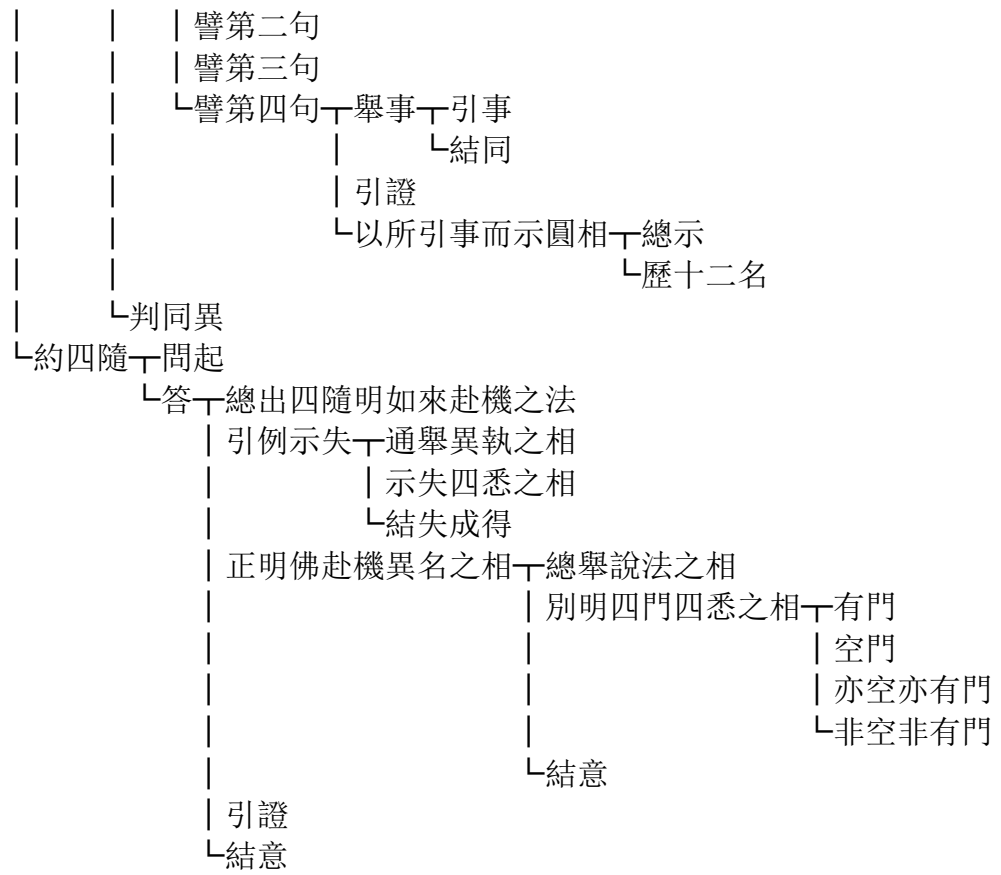 │　　│　│譬第二句
│　　│　│譬第三句
│　　│　└譬第四句┬舉事┬引事
│　　│　　　　　│　　└結同
│　　│　　　　　│引證
│　　│　　　　　└以所引事而示圓相┬總示
│　　│　　　　　　　　　　　　　└歷十二名
│　　└判同異
└約四隨┬問起
　　　　└答┬總出四隨明如來赴機之法
　　　　　　│引例示失┬通舉異執之相
　　　　　　│　　　　│示失四悉之相
　　　　　　│　　　　└結失成得
　　　　　　│正明佛赴機異名之相┬總舉說法之相
　　　　　　│　　　　　　　　　│別明四門四悉之相┬有門
　　　　　　│　　　　　　　　　│　　　　　　　　│空門
　　　　　　│　　　　　　　　　│　　　　　　　　│亦空亦有門
　　　　　　│　　　　　　　　　│　　　　　　　　└非空非有門
　　　　　　│　　　　　　　　　└結意
　　　　　　│引證
　　　　　　└結意